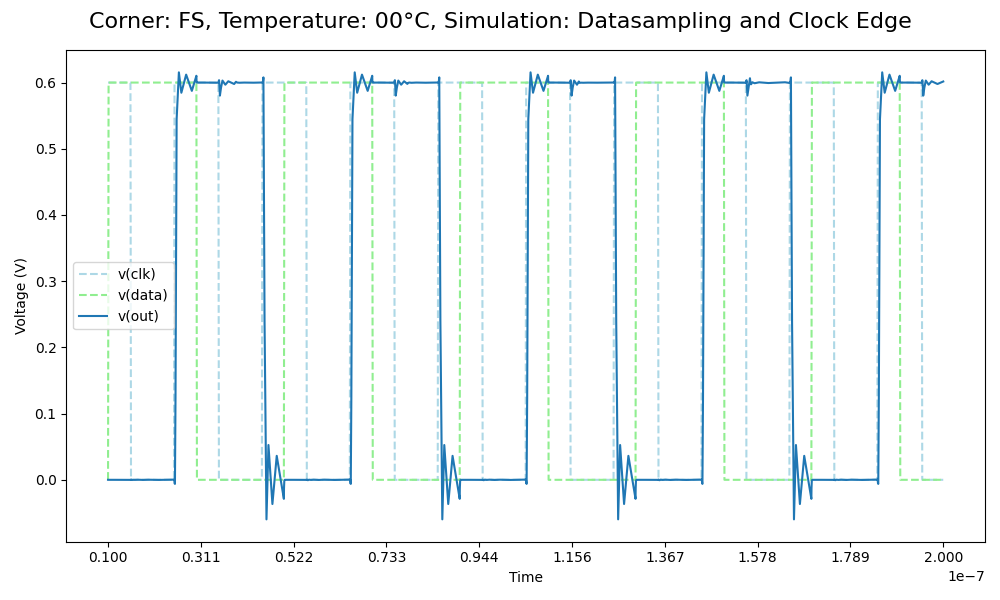 Corner: FS, Temperature: 00°C, Simulation: Datasampling and Clock Edge
0.6
0.5
0.4
0.3
0.2
0.1
0.0
Voltage (V)
v(clk)
v(data)
v(out)
0.100 0.311 0.522 0.733 0.944 1.156 1.367 1.578 1.789 2.000
Time
1e−7